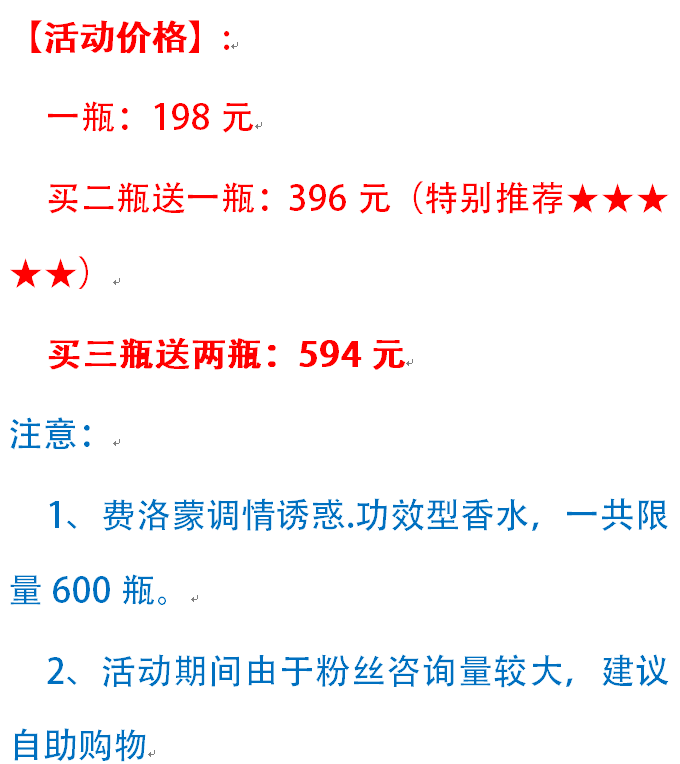 【活动价格】:
一瓶：198 元
买二瓶送一瓶：396 元（特别推荐★★★
★★）
买三瓶送两瓶：594 元
注意：
1、费洛蒙调情诱惑.功效型香水，一共限
量 600 瓶。
2、活动期间由于粉丝咨询量较大，建议
自助购物